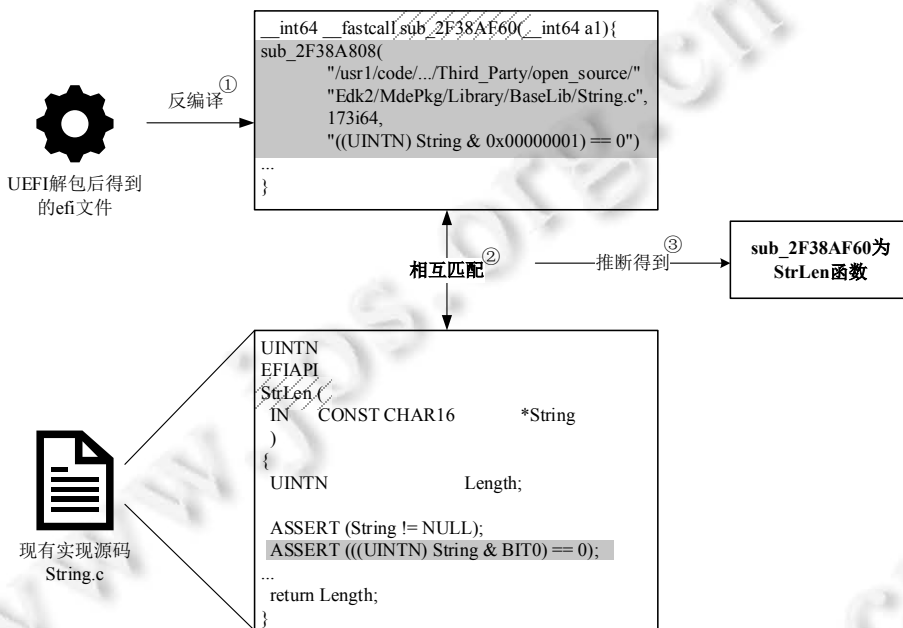 __int64 __fastcall sub_2F38AF60(__int64 a1){
sub_2F38A808(
"/usr1/code/.../Third_Party/open_source/"
"Edk2/MdePkg/Library/BaseLib/String.c",
173i64,
"((UINTN) String & 0x00000001) == 0")
...
}
反编译①
UEFI解包后得到
的efi文件
相互匹配②
推断得到③
sub_2F38AF60为
StrLen函数
UINTN
EFIAPI
StrLen (
IN CONST CHAR16 *String
)
{
UINTN Length;
ASSERT (String != NULL);
ASSERT (((UINTN) String & BIT0) == 0);
...
return Length;
}
现有实现源码
String.c
www.jos.org.cn